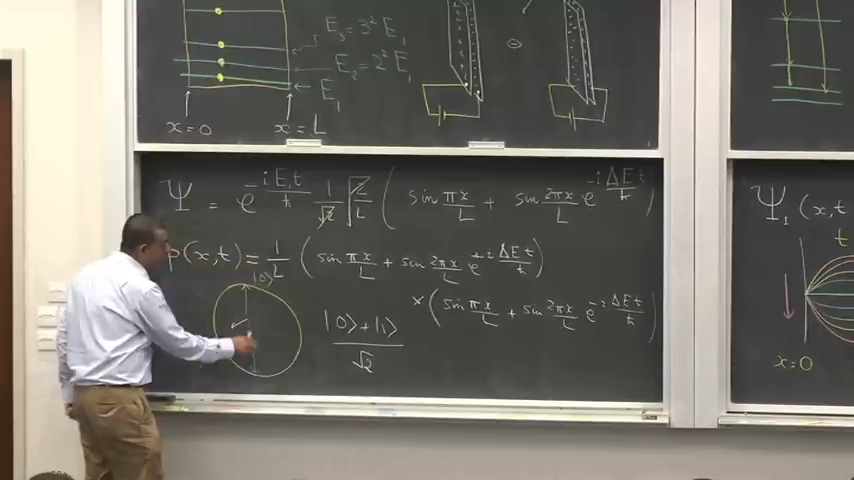 E₃ = 3² E₁
E₂ = 2² E₁
E₁
x=0 x=L
Ψ = e^{-iE₁t/ħ} 1/√2 √(2/L) ( sin πx/L + sin 2πx/L e^{-iΔEt/ħ} )
p(x,t) = 1/L ( sin πx/L + sin 2πx/L e^{+iΔEt/ħ} )
× ( sin πx/L + sin 2πx/L e^{-iΔEt/ħ} )
|0⟩
|0⟩+|1⟩/√2
Ψ₁ (x,t
t
x=0